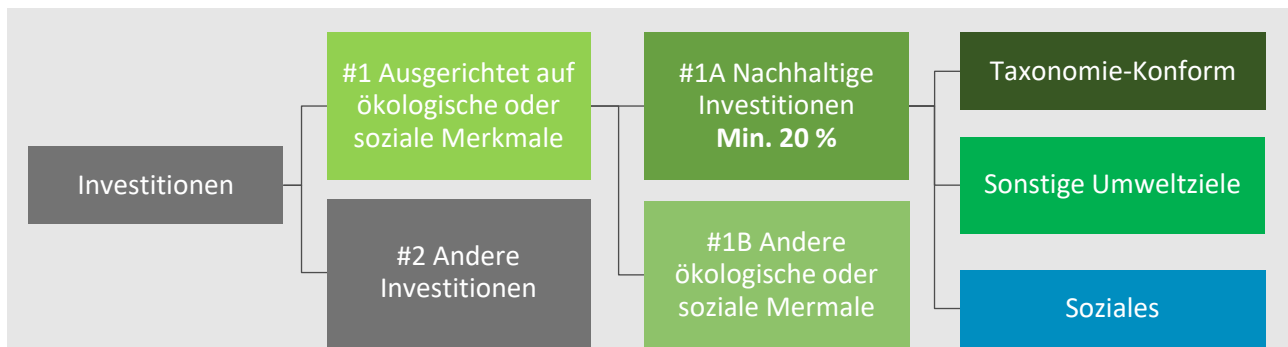 Investitionen
#1 Ausgerichtet auf
ökologische oder
soziale Merkmale
#2 Andere
Investitionen
#1A Nachhaltige
Investitionen
Min. 20 %
#1B Andere
ökologische oder
soziale Mermale
Taxonomie-Konform
Sonstige Umweltziele
Soziales